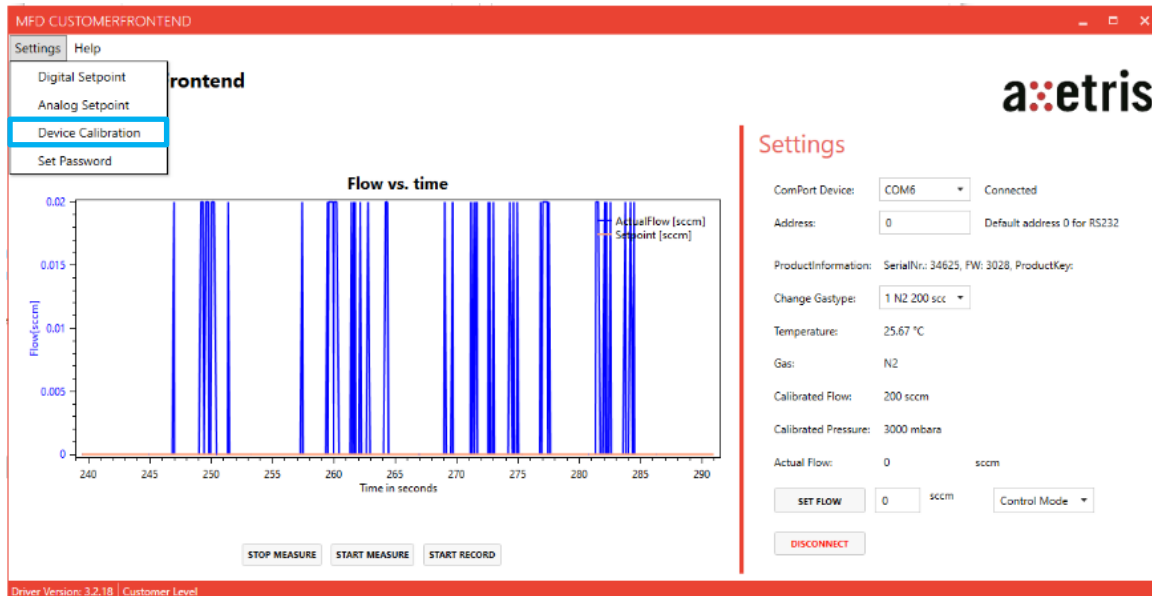 MFD CUSTOMERFRONTEND
Settings Help
Digital Setpoint
Analog Setpoint
Device Calibration
Set Password
rontend
axetris
Flow vs. time
ActualFlow [sccm]
Setpoint [sccm]
Flow[sccm]
0.02
0.015
0.01
0.005
0
240 245 250 255 260 265 270 275 280 285 290
Time in seconds
STOP MEASURE START MEASURE START RECORD
Settings
ComPort Device: COM6 Connected
Address: 0 Default address 0 for RS232
ProductInformation: SerialNr.: 34625, FW: 3028, ProductKey:
Change Gastype: 1 N2 200 scc
Temperature: 25.67 °C
Gas: N2
Calibrated Flow: 200 sccm
Calibrated Pressure: 3000 mbara
Actual Flow: 0 sccm
SET FLOW 0 sccm Control Mode
DISCONNECT
Driver Version: 3.2.18 Customer Level